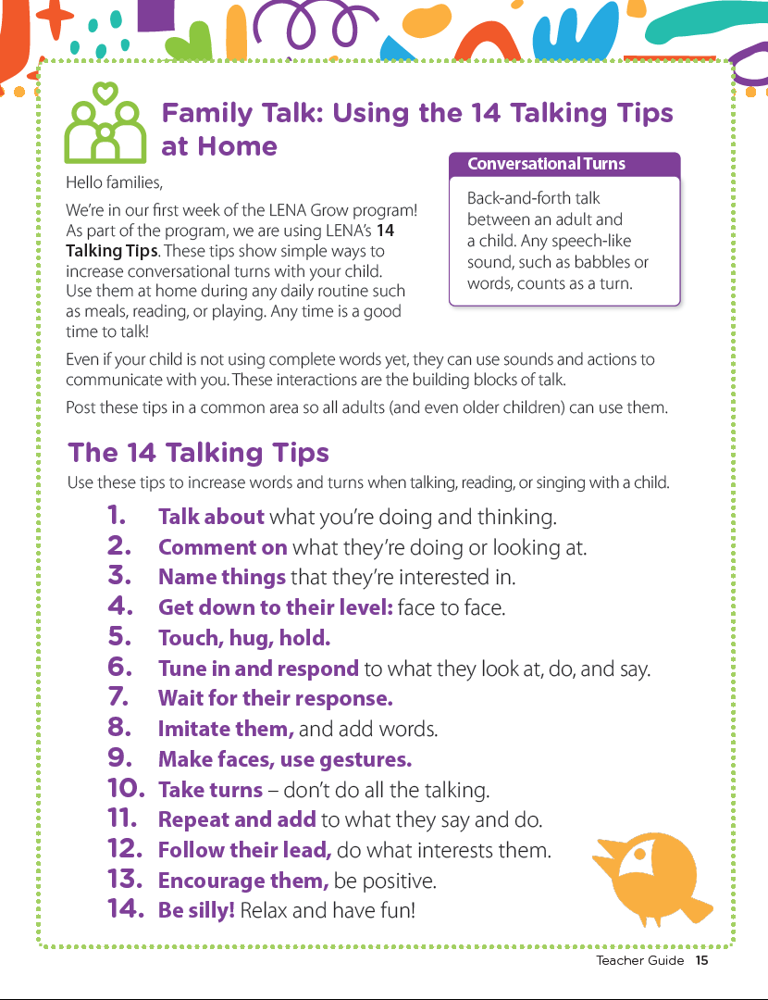 Family Talk: Using the 14 Talking Tips
at Home
Hello families,
We’re in our first week of the LENA Grow program!
As part of the program, we are using LENA’s 14
Talking Tips. These tips show simple ways to
increase conversational turns with your child.
Use them at home during any daily routine such
as meals, reading, or playing. Any time is a good
time to talk!
Conversational Turns
Back-and-forth talk
between an adult and
a child. Any speech-like
sound, such as babbles or
words, counts as a turn.
Even if your child is not using complete words yet, they can use sounds and actions to
communicate with you. These interactions are the building blocks of talk.
Post these tips in a common area so all adults (and even older children) can use them.
The 14 Talking Tips
Use these tips to increase words and turns when talking, reading, or singing with a child.
1. Talk about what you’re doing and thinking.
2. Comment on what they’re doing or looking at.
3. Name things that they’re interested in.
4. Get down to their level: face to face.
5. Touch, hug, hold.
6. Tune in and respond to what they look at, do, and say.
7. Wait for their response.
8. Imitate them, and add words.
9. Make faces, use gestures.
10. Take turns – don’t do all the talking.
11. Repeat and add to what they say and do.
12. Follow their lead, do what interests them.
13. Encourage them, be positive.
14. Be silly! Relax and have fun!
Teacher Guide 15